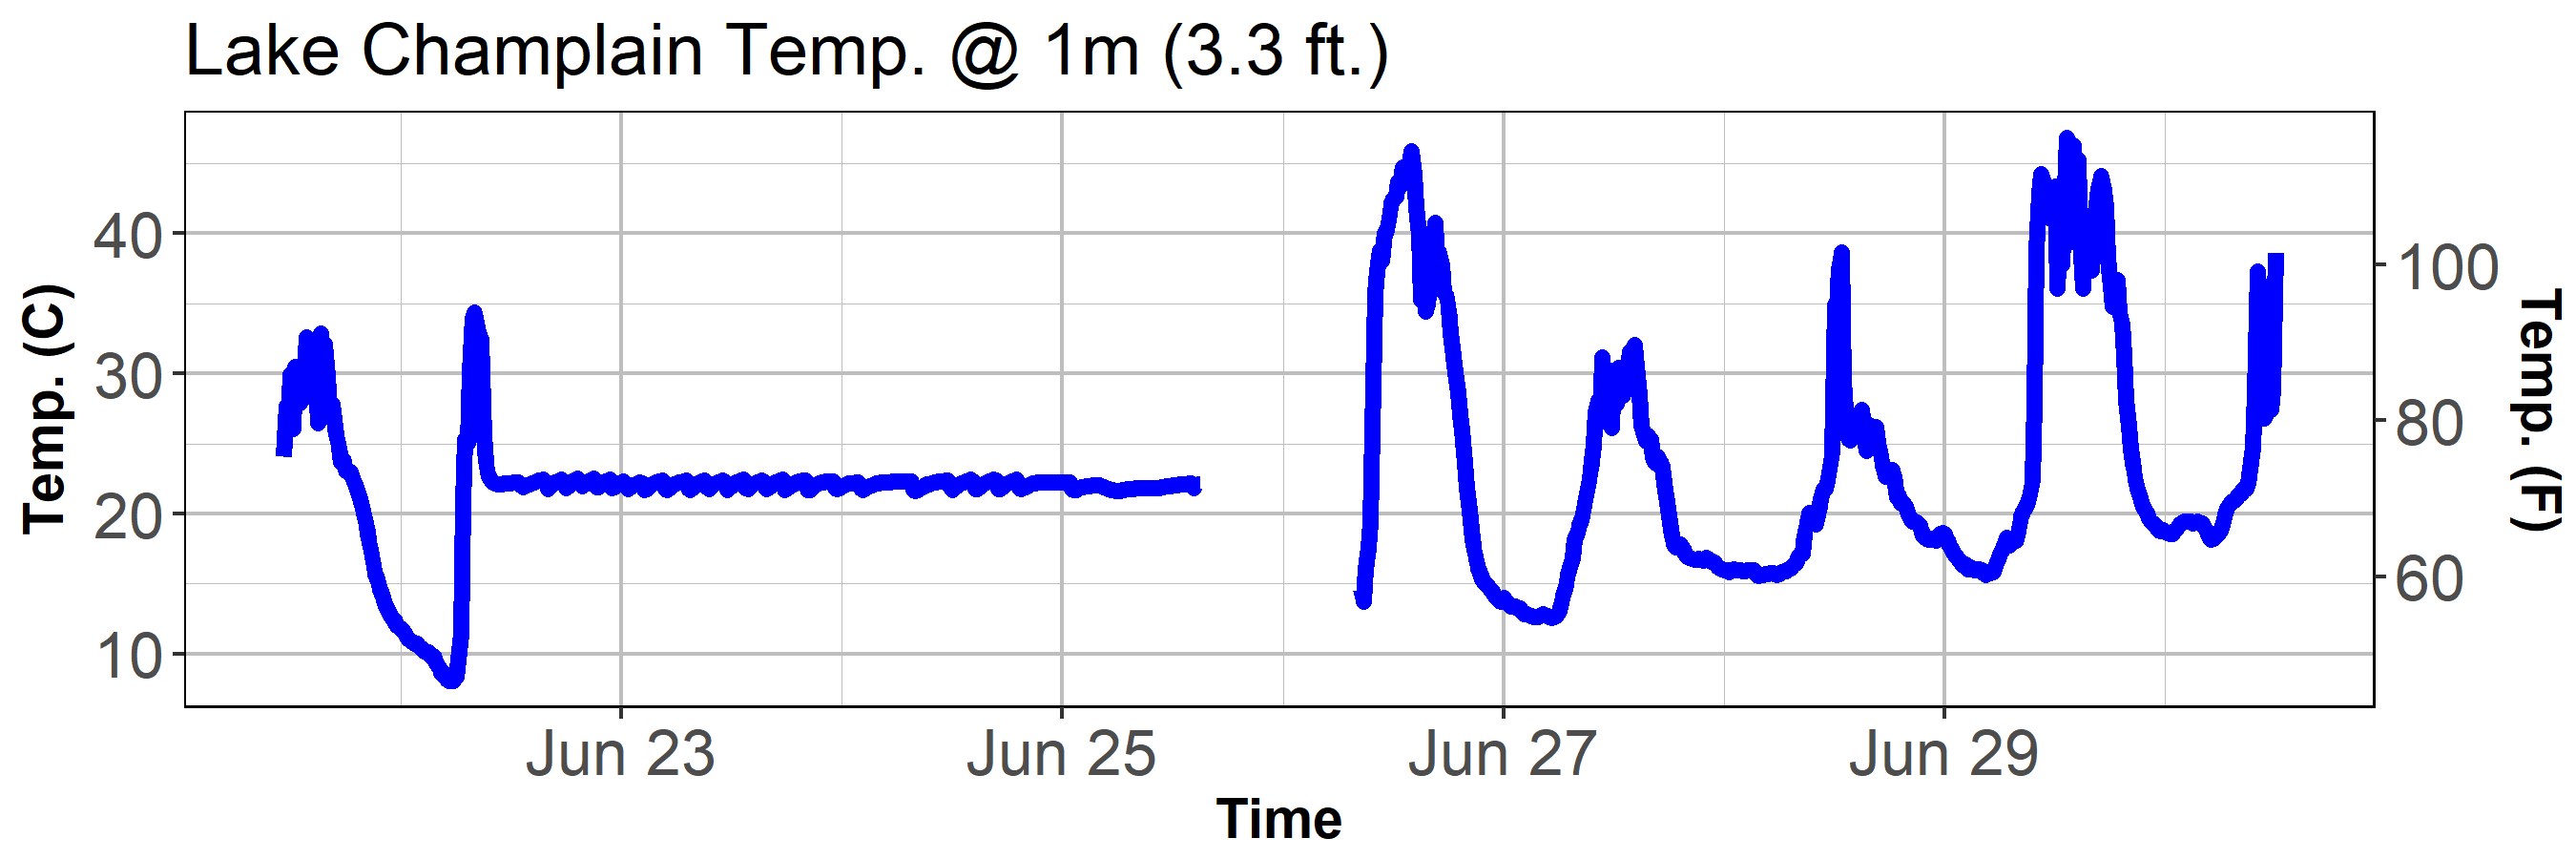 Lake Champlain Temp. @ 1m (3.3 ft.)
Temp. (C)
40
30
20
10
100
80
60
Temp. (F)
Jun 23
Jun 25
Jun 27
Jun 29
Time